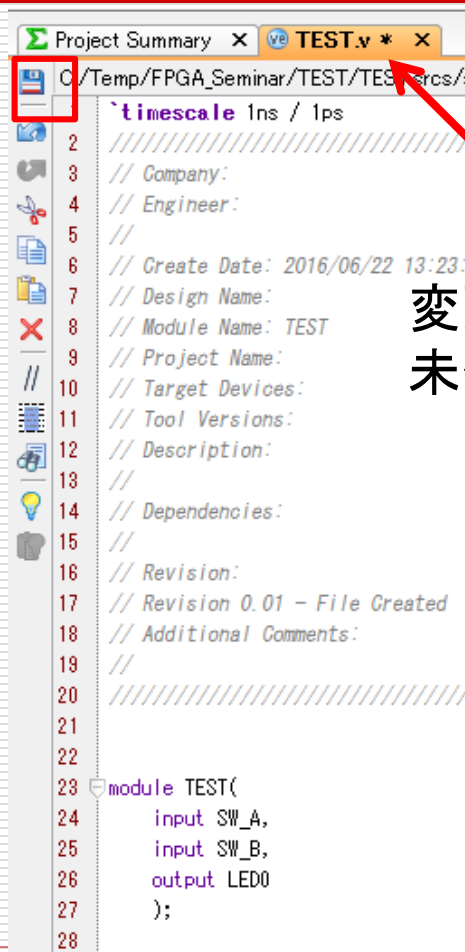 Project Summary × TEST.v * ×
C:/Temp/FPGA_Seminar/TEST/TEST.srcs/
`timescale 1ns / 1ps
2 //////////////////////////////////
3 // Company:
4 // Engineer:
5 //
6 // Create Date: 2016/06/22 13:23:
7 // Design Name:
8 // Module Name: TEST
9 // Project Name:
10 // Target Devices:
11 // Tool Versions:
12 // Description:
13 //
14 // Dependencies:
15 //
16 // Revision:
17 // Revision 0.01 - File Created
18 // Additional Comments:
19 //
20 //////////////////////////////////
21
22
23 module TEST(
24 input SW_A,
25 input SW_B,
26 output LED0
27 );
28
変
未